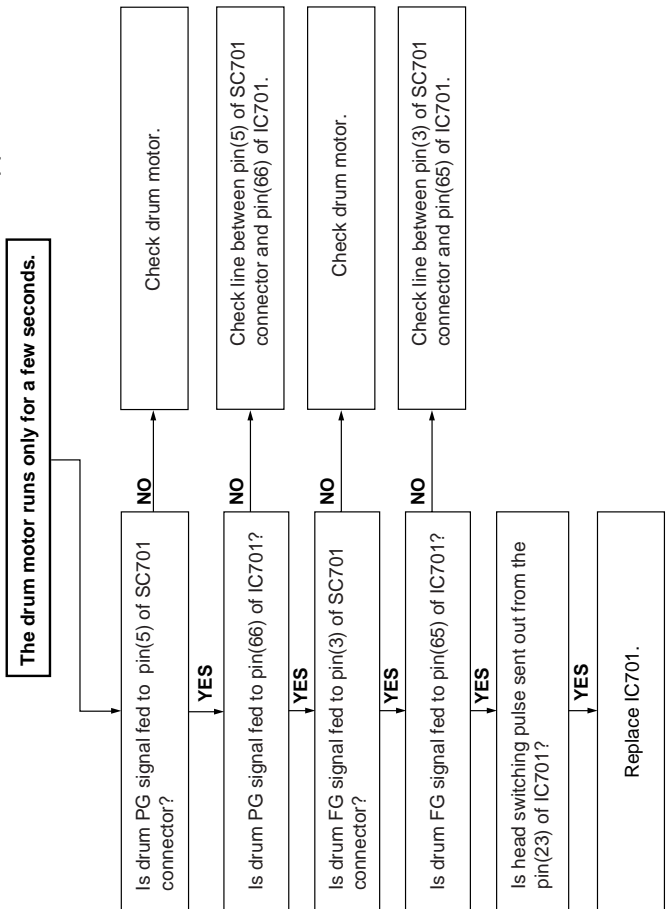 The drum motor runs only for a few seconds.
Is drum PG signal fed to pin(5) of SC701
connector?
NO
Check drum motor.
YES
Is drum PG signal fed to pin(66) of IC701?
NO
Check line between pin(5) of SC701
connector and pin(66) of IC701.
YES
Is drum FG signal fed to pin(3) of SC701
connector?
NO
Check drum motor.
YES
Is drum FG signal fed to pin(65) of IC701?
NO
Check line between pin(3) of SC701
connector and pin(65) of IC701.
YES
Is head switching pulse sent out from the
pin(23) of IC701?
YES
Replace IC701.